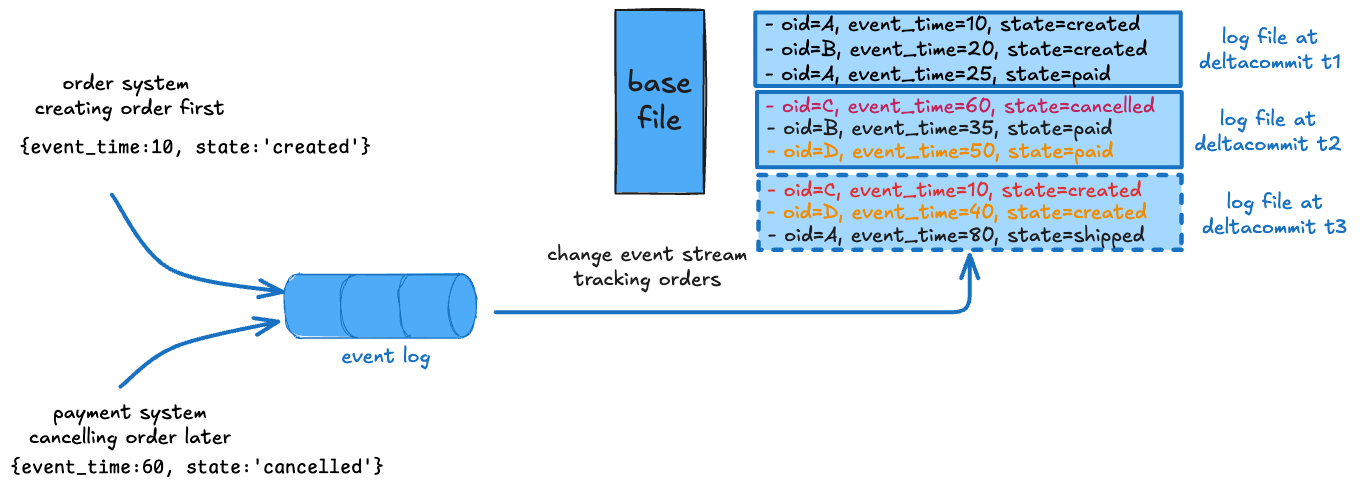 order system
creating order first
{event_time:10, state:'created'}
payment system
cancelling order later
{event_time:60, state:'cancelled'}
event log
change event stream
tracking orders
base
file
- oid=A, event_time=10, state=created
- oid=B, event_time=20, state=created
- oid=A, event_time=25, state=paid
log file at
deltacommit t1
- oid=C, event_time=60, state=cancelled
- oid=B, event_time=35, state=paid
- oid=D, event_time=50, state=paid
log file at
deltacommit t2
- oid=C, event_time=10, state=created
- oid=D, event_time=40, state=created
- oid=A, event_time=80, state=shipped
log file at
deltacommit t3